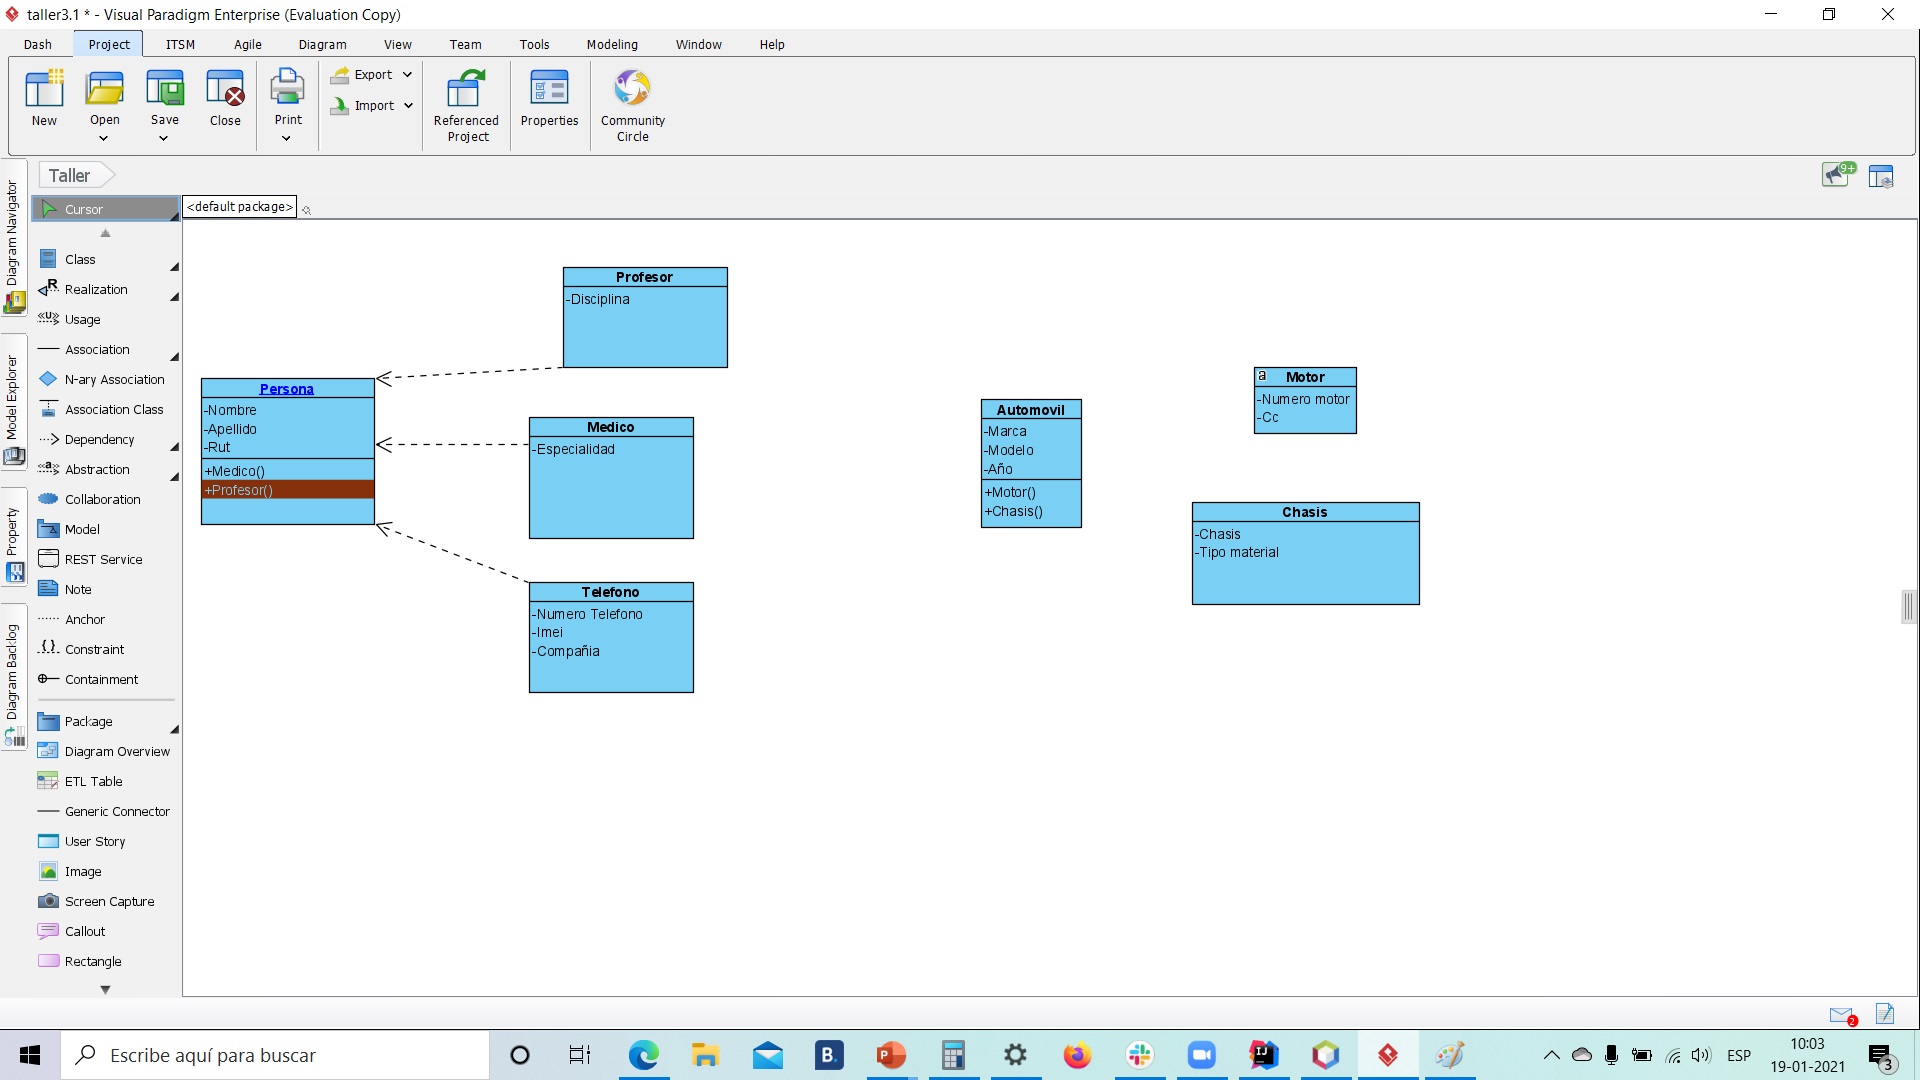 taller3.1 * - Visual Paradigm Enterprise (Evaluation Copy)
Dash Project ITSM Agile Diagram View Team Tools Modeling Window Help
New Open Save Close Print Export Import Referenced Project Properties Community Circle
Taller
9+
Diagram Navigator
Model Explorer
Property
Diagram Backlog
Cursor
Class
Realization
Usage
Association
N-ary Association
Association Class
Dependency
Abstraction
Collaboration
Model
REST Service
Note
Anchor
Constraint
Containment
Package
Diagram Overview
ETL Table
Generic Connector
User Story
Image
Screen Capture
Callout
Rectangle
<default package>
Profesor
-Disciplina
Persona
-Nombre
-Apellido
-Rut
+Medico()
+Profesor()
Medico
-Especialidad
Telefono
-Numero Telefono
-Imei
-Compañia
Automovil
-Marca
-Modelo
-Año
+Motor()
+Chasis()
a Motor
-Numero motor
-Cc
Chasis
-Chasis
-Tipo material
2
Escribe aquí para buscar
B.
P
IJ
ESP
10:03
19-01-2021
3